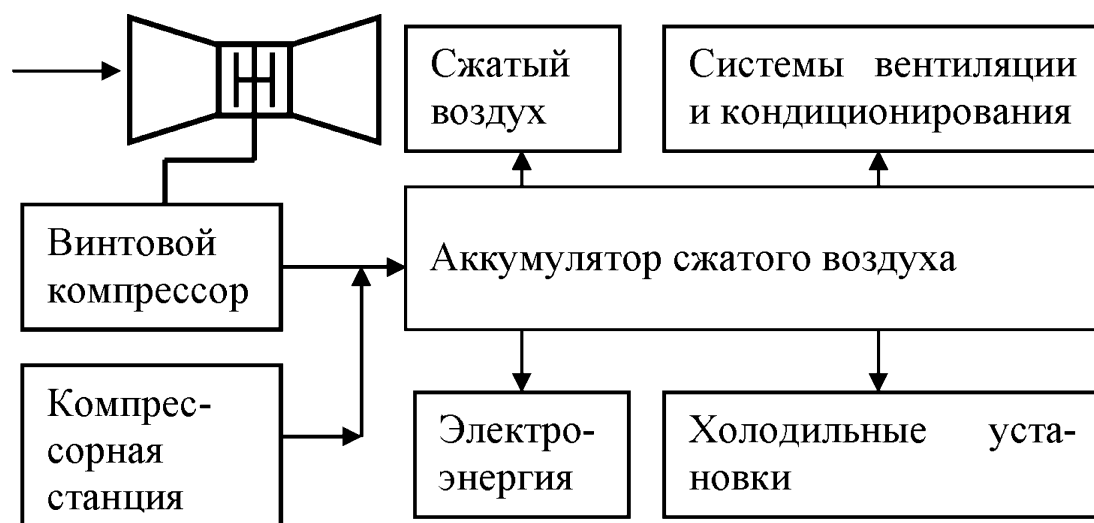 Сжатый
воздух
Системы вентиляции
и кондиционирования
Винтовой
компрессор
Аккумулятор сжатого воздуха
Компрес-
сорная
станция
Электро-
энергия
Холодильные уста-
новки